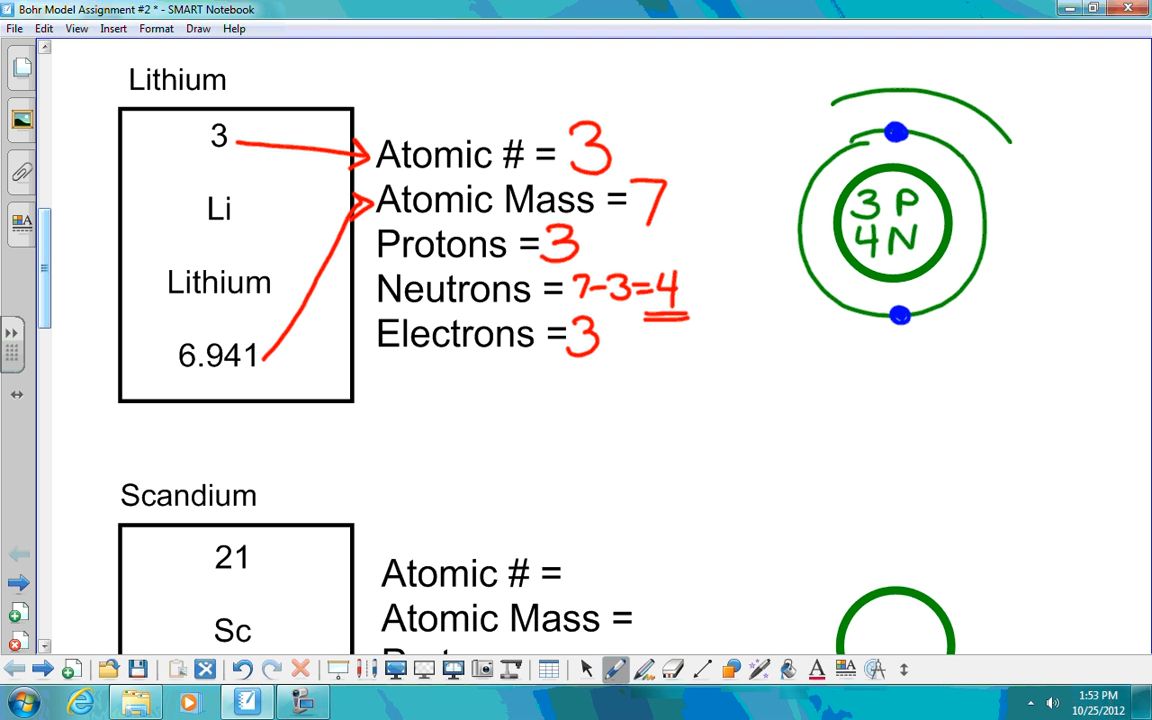 Bohr Model Assignment #2 * - SMART Notebook
File Edit View Insert Format Draw Help
Lithium
3
Li
Lithium
6.941
Atomic # = 3
Atomic Mass = 7
Protons = 3
Neutrons = 7-3=4
Electrons = 3
3 P
4 N
Scandium
21
Sc
Atomic # =
Atomic Mass =
1:53 PM
10/25/2012